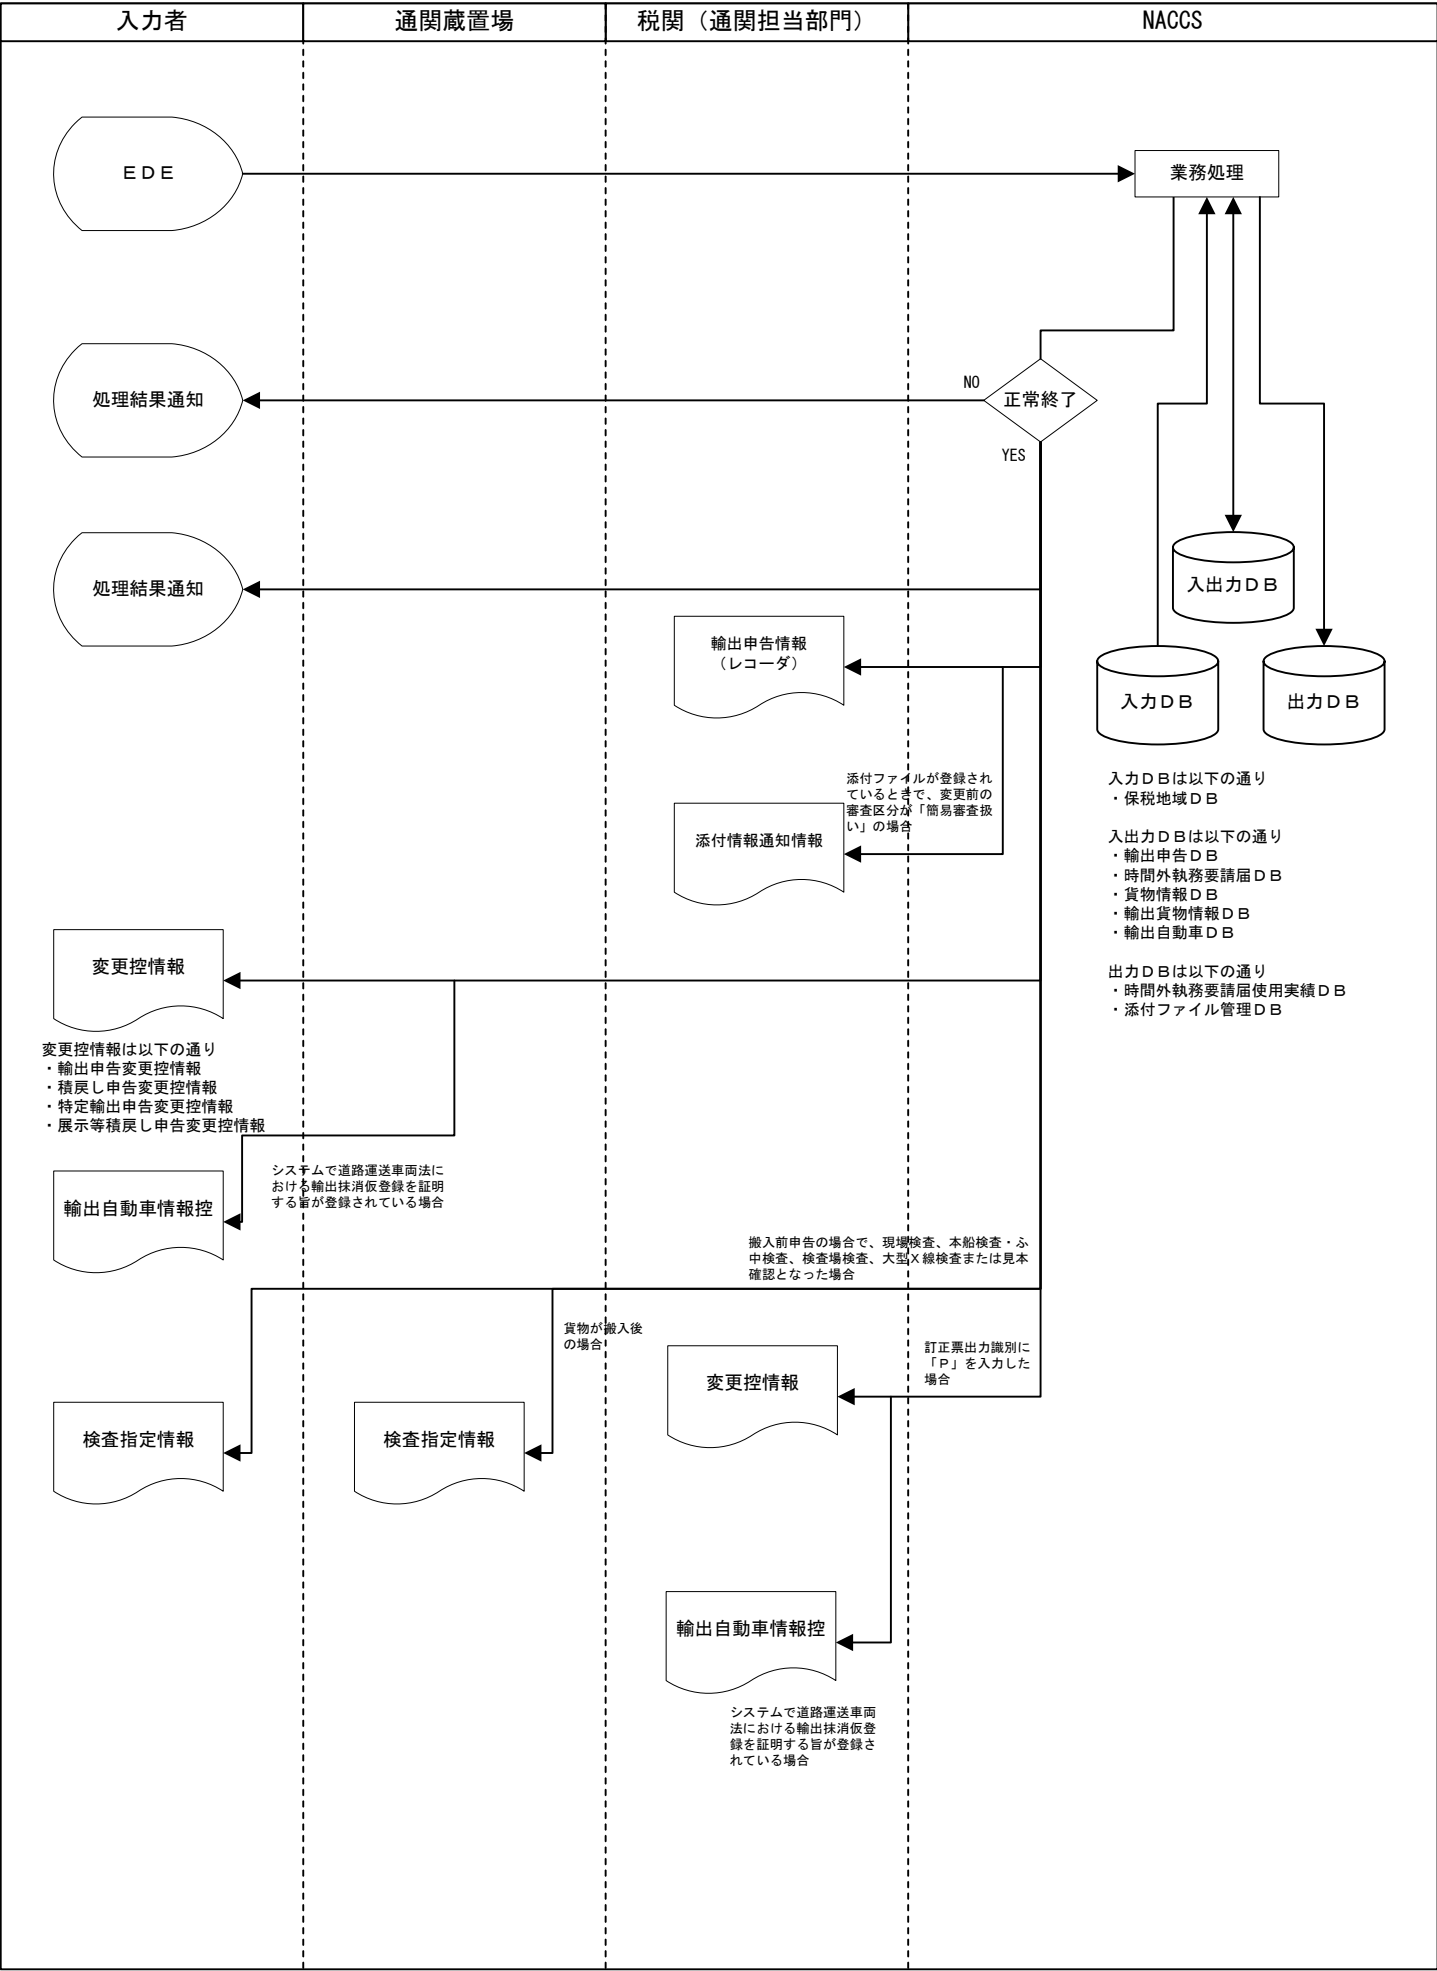 入力者
通関蔵置場
税関（通関担当部門）
NACCS
ＥＤＥ
業務処理
処理結果通知
NO
正常終了
YES
処理結果通知
入出力ＤＢ
輸出申告情報
（レコーダ）
入力ＤＢ
出力ＤＢ
添付ファイルが登録され
ているときで、変更前の
審査区分が「簡易審査扱
い」の場合
添付情報通知情報
入力ＤＢは以下の通り
・保税地域ＤＢ
入出力ＤＢは以下の通り
・輸出申告ＤＢ
・時間外執務要請届ＤＢ
・貨物情報ＤＢ
・輸出貨物情報ＤＢ
・輸出自動車ＤＢ
出力ＤＢは以下の通り
・時間外執務要請届使用実績ＤＢ
・添付ファイル管理ＤＢ
変更控情報
変更控情報は以下の通り
・輸出申告変更控情報
・積戻し申告変更控情報
・特定輸出申告変更控情報
・展示等積戻し申告変更控情報
システムで道路運送車両法に
おける輸出抹消仮登録を証明
する旨が登録されている場合
輸出自動車情報控
搬入前申告の場合で、現場検査、本船検査・ふ
中検査、検査場検査、大型Ｘ線検査または見本
確認となった場合
貨物が搬入後
の場合
訂正票出力識別に
「Ｐ」を入力した
場合
変更控情報
検査指定情報
検査指定情報
輸出自動車情報控
システムで道路運送車両
法における輸出抹消仮登
録を証明する旨が登録さ
れている場合